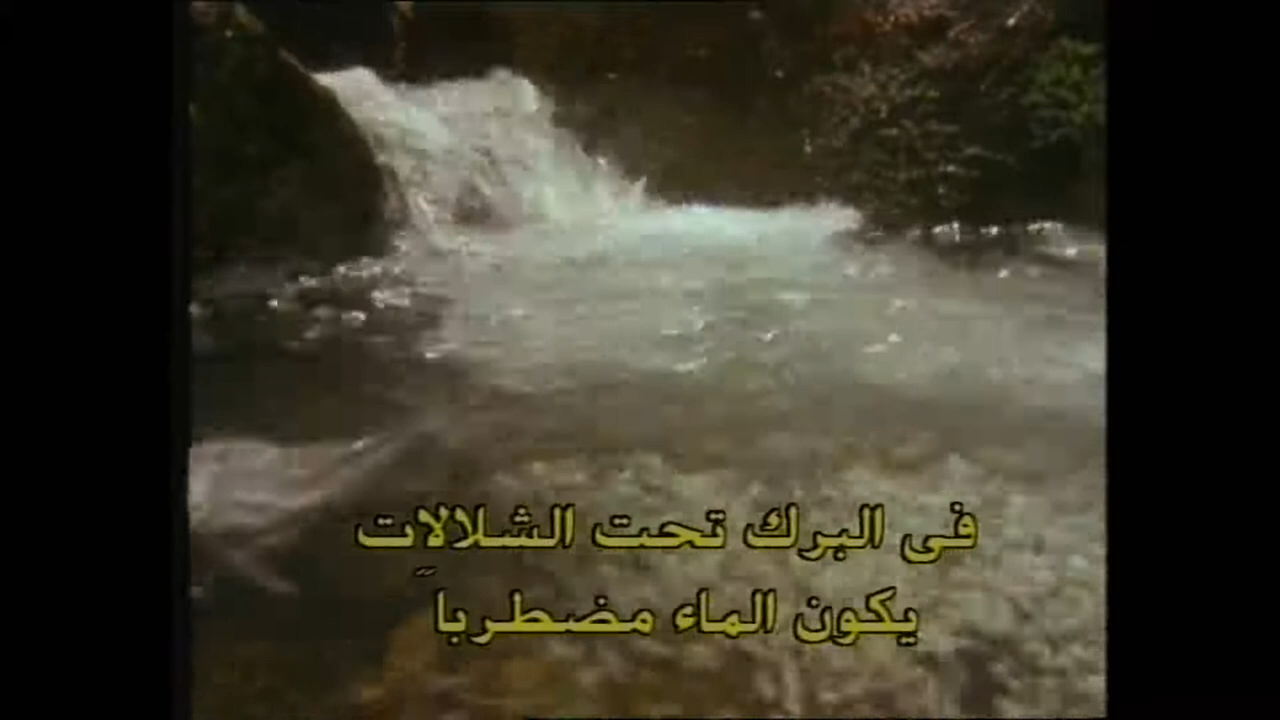 فى البرك تحت الشلالات
يكون الماء مضطرباً